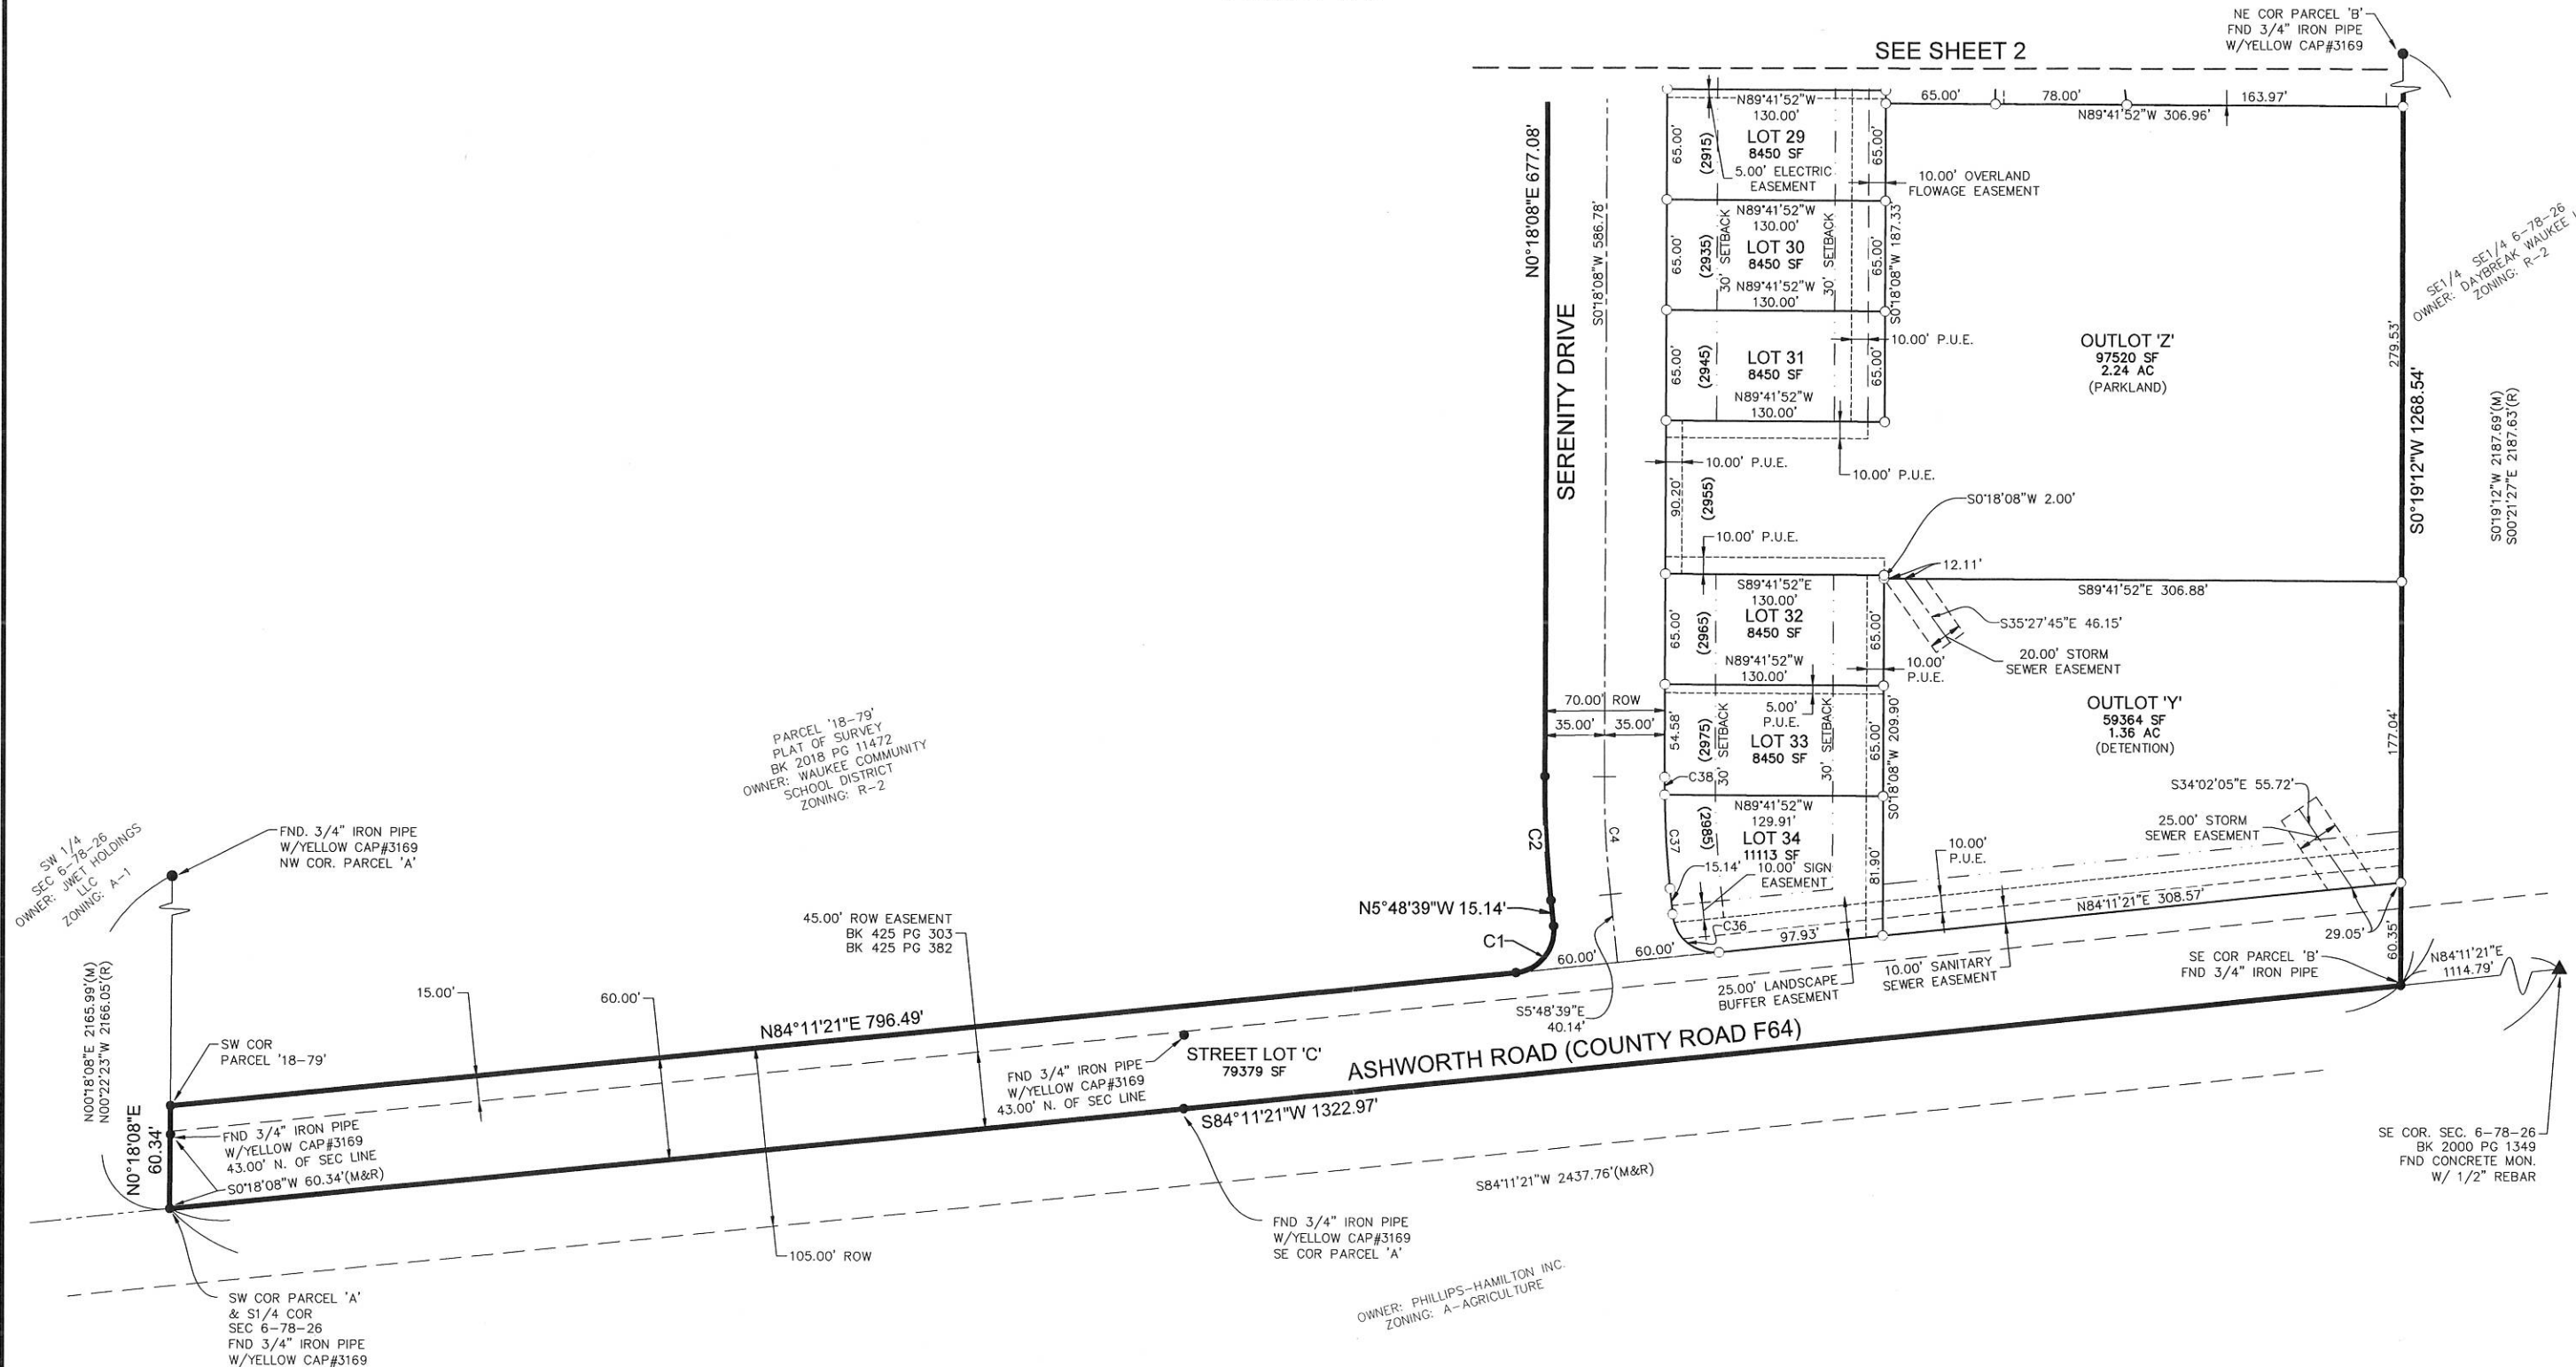 SEE SHEET 2
NE COR PARCEL 'B'
FND 3/4" IRON PIPE
W/YELLOW CAP#3169
N89°41'52"W
130.00'
LOT 29
8450 SF
65.00'
(2915)
65.00'
5.00' ELECTRIC
EASEMENT
65.00'
78.00'
163.97'
N89°41'52"W 306.96'
10.00' OVERLAND
FLOWAGE EASEMENT
N0°18'08"E 677.08'
S0°18'08"W 586.78'
SERENITY DRIVE
N89°41'52"W
130.00'
LOT 30
8450 SF
N89°41'52"W
130.00'
65.00'
(2935)
30' SETBACK
30' SETBACK
65.00'
S0°18'08"W 187.33'
LOT 31
8450 SF
N89°41'52"W
130.00'
65.00'
(2945)
65.00'
10.00' P.U.E.
OUTLOT 'Z'
97520 SF
2.24 AC
(PARKLAND)
279.53'
S0°19'12"W 1268.54'
S0°19'12"W 2187.69'(M)
S00°21'27"E 2187.63'(R)
SE1/4 SE1/4 6-78-26
OWNER: DAYBREAK WAUKEE
ZONING: R-2
10.00' P.U.E.
10.00' P.U.E.
90.20'
(2955)
10.00' P.U.E.
S0°18'08"W 2.00'
12.11'
S89°41'52"E 306.88'
S89°41'52"E
130.00'
LOT 32
8450 SF
N89°41'52"W
130.00'
65.00'
(2965)
65.00'
10.00'
P.U.E.
S35°27'45"E 46.15'
20.00' STORM
SEWER EASEMENT
70.00' ROW
35.00'
35.00'
5.00'
P.U.E.
LOT 33
8450 SF
54.58'
(2975)
30' SETBACK
30' SETBACK
65.00'
S0°18'08"W 209.90'
OUTLOT 'Y'
59364 SF
1.36 AC
(DETENTION)
177.04'
C38
N89°41'52"W
129.91'
LOT 34
11113 SF
(2985)
C37
C4
C2
81.90'
15.14'
10.00' SIGN
EASEMENT
10.00'
P.U.E.
S34°02'05"E 55.72'
25.00' STORM
SEWER EASEMENT
N84°11'21"E 308.57'
29.05'
60.35'
N5°48'39"W 15.14'
C1
C36
97.93'
60.00'
60.00'
25.00' LANDSCAPE
BUFFER EASEMENT
10.00' SANITARY
SEWER EASEMENT
S5°48'39"E
40.14'
SE COR PARCEL 'B'
FND 3/4" IRON PIPE
N84°11'21"E
1114.79'
SE COR. SEC. 6-78-26
BK 2000 PG 1349
FND CONCRETE MON.
W/ 1/2" REBAR
PARCEL '18-79'
PLAT OF SURVEY
BK 2018 PG 11472
OWNER: WAUKEE COMMUNITY
SCHOOL DISTRICT
ZONING: R-2
SW 1/4
SEC 6-78-26
OWNER: JWET HOLDINGS
LLC
ZONING: A-1
FND. 3/4" IRON PIPE
W/YELLOW CAP#3169
NW COR. PARCEL 'A'
N00°18'08"E 2165.99'(M)
N00°22'23"W 2166.05'(R)
SW COR
PARCEL '18-79'
15.00'
60.00'
45.00' ROW EASEMENT
BK 425 PG 303
BK 425 PG 382
N84°11'21"E 796.49'
N0°18'08"E
60.34'
FND 3/4" IRON PIPE
W/YELLOW CAP#3169
43.00' N. OF SEC LINE
S0°18'08"W 60.34'(M&R)
FND 3/4" IRON PIPE
W/YELLOW CAP#3169
43.00' N. OF SEC LINE
STREET LOT 'C'
79379 SF
ASHWORTH ROAD (COUNTY ROAD F64)
S84°11'21"W 1322.97'
S84°11'21"W 2437.76'(M&R)
105.00' ROW
FND 3/4" IRON PIPE
W/YELLOW CAP#3169
SE COR PARCEL 'A'
OWNER: PHILLIPS-HAMILTON INC.
ZONING: A-AGRICULTURE
SW COR PARCEL 'A'
& S1/4 COR
SEC 6-78-26
FND 3/4" IRON PIPE
W/YELLOW CAP#3169